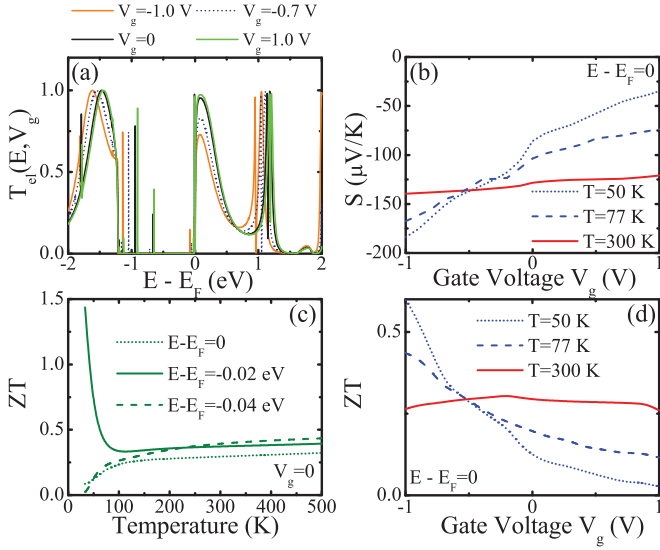 V_g=-1.0 V
V_g=-0.7 V
V_g=0
V_g=1.0 V
(a)
T_el(E,V_g)
1.0
0.5
0.0
-2 -1 0 1 2
E - E_F (eV)
(b)
E - E_F=0
S (μV/K)
0
-50
-100
-150
-200
T=50 K
T=77 K
T=300 K
-1 0 1
Gate Voltage V_g (V)
(c)
ZT
1.5
1.0
0.5
0.0
E-E_F=0
E-E_F=-0.02 eV
E-E_F=-0.04 eV
V_g=0
0 100 200 300 400 500
Temperature (K)
(d)
ZT
0.5
0.0
T=50 K
T=77 K
T=300 K
E - E_F=0
-1 0 1
Gate Voltage V_g (V)